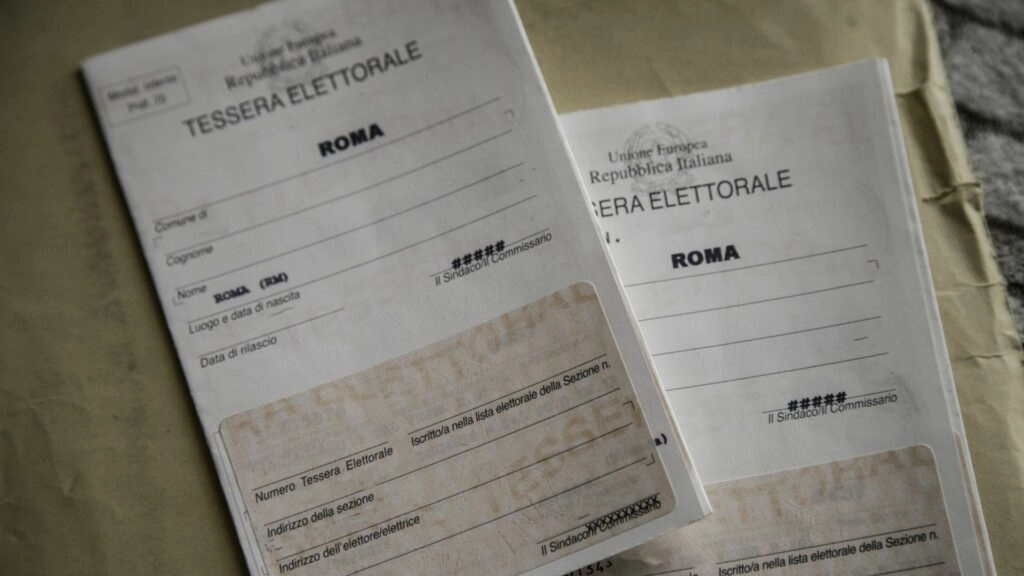 Unione Europea
Repubblica Italiana
TESSERA ELETTORALE
ROMA
Comune di
Cognome
Nome
ROMA (RM)
#####
Luogo e data di nascita
Il Sindaco/Il Commissario
Data di rilascio
Iscritto/a nella lista elettorale della Sezione n.
Numero Tessera Elettorale
Indirizzo della sezione
Indirizzo dell'elettore/elettrice
XXXXXXXXXX
Il Sindaco/Il Commissario
Unione Europea
Repubblica Italiana
SERA ELETTORALE
N.
ROMA
#####
Il Sindaco/Il Commissario
Iscritto/a nella lista elettorale della Sezione n.